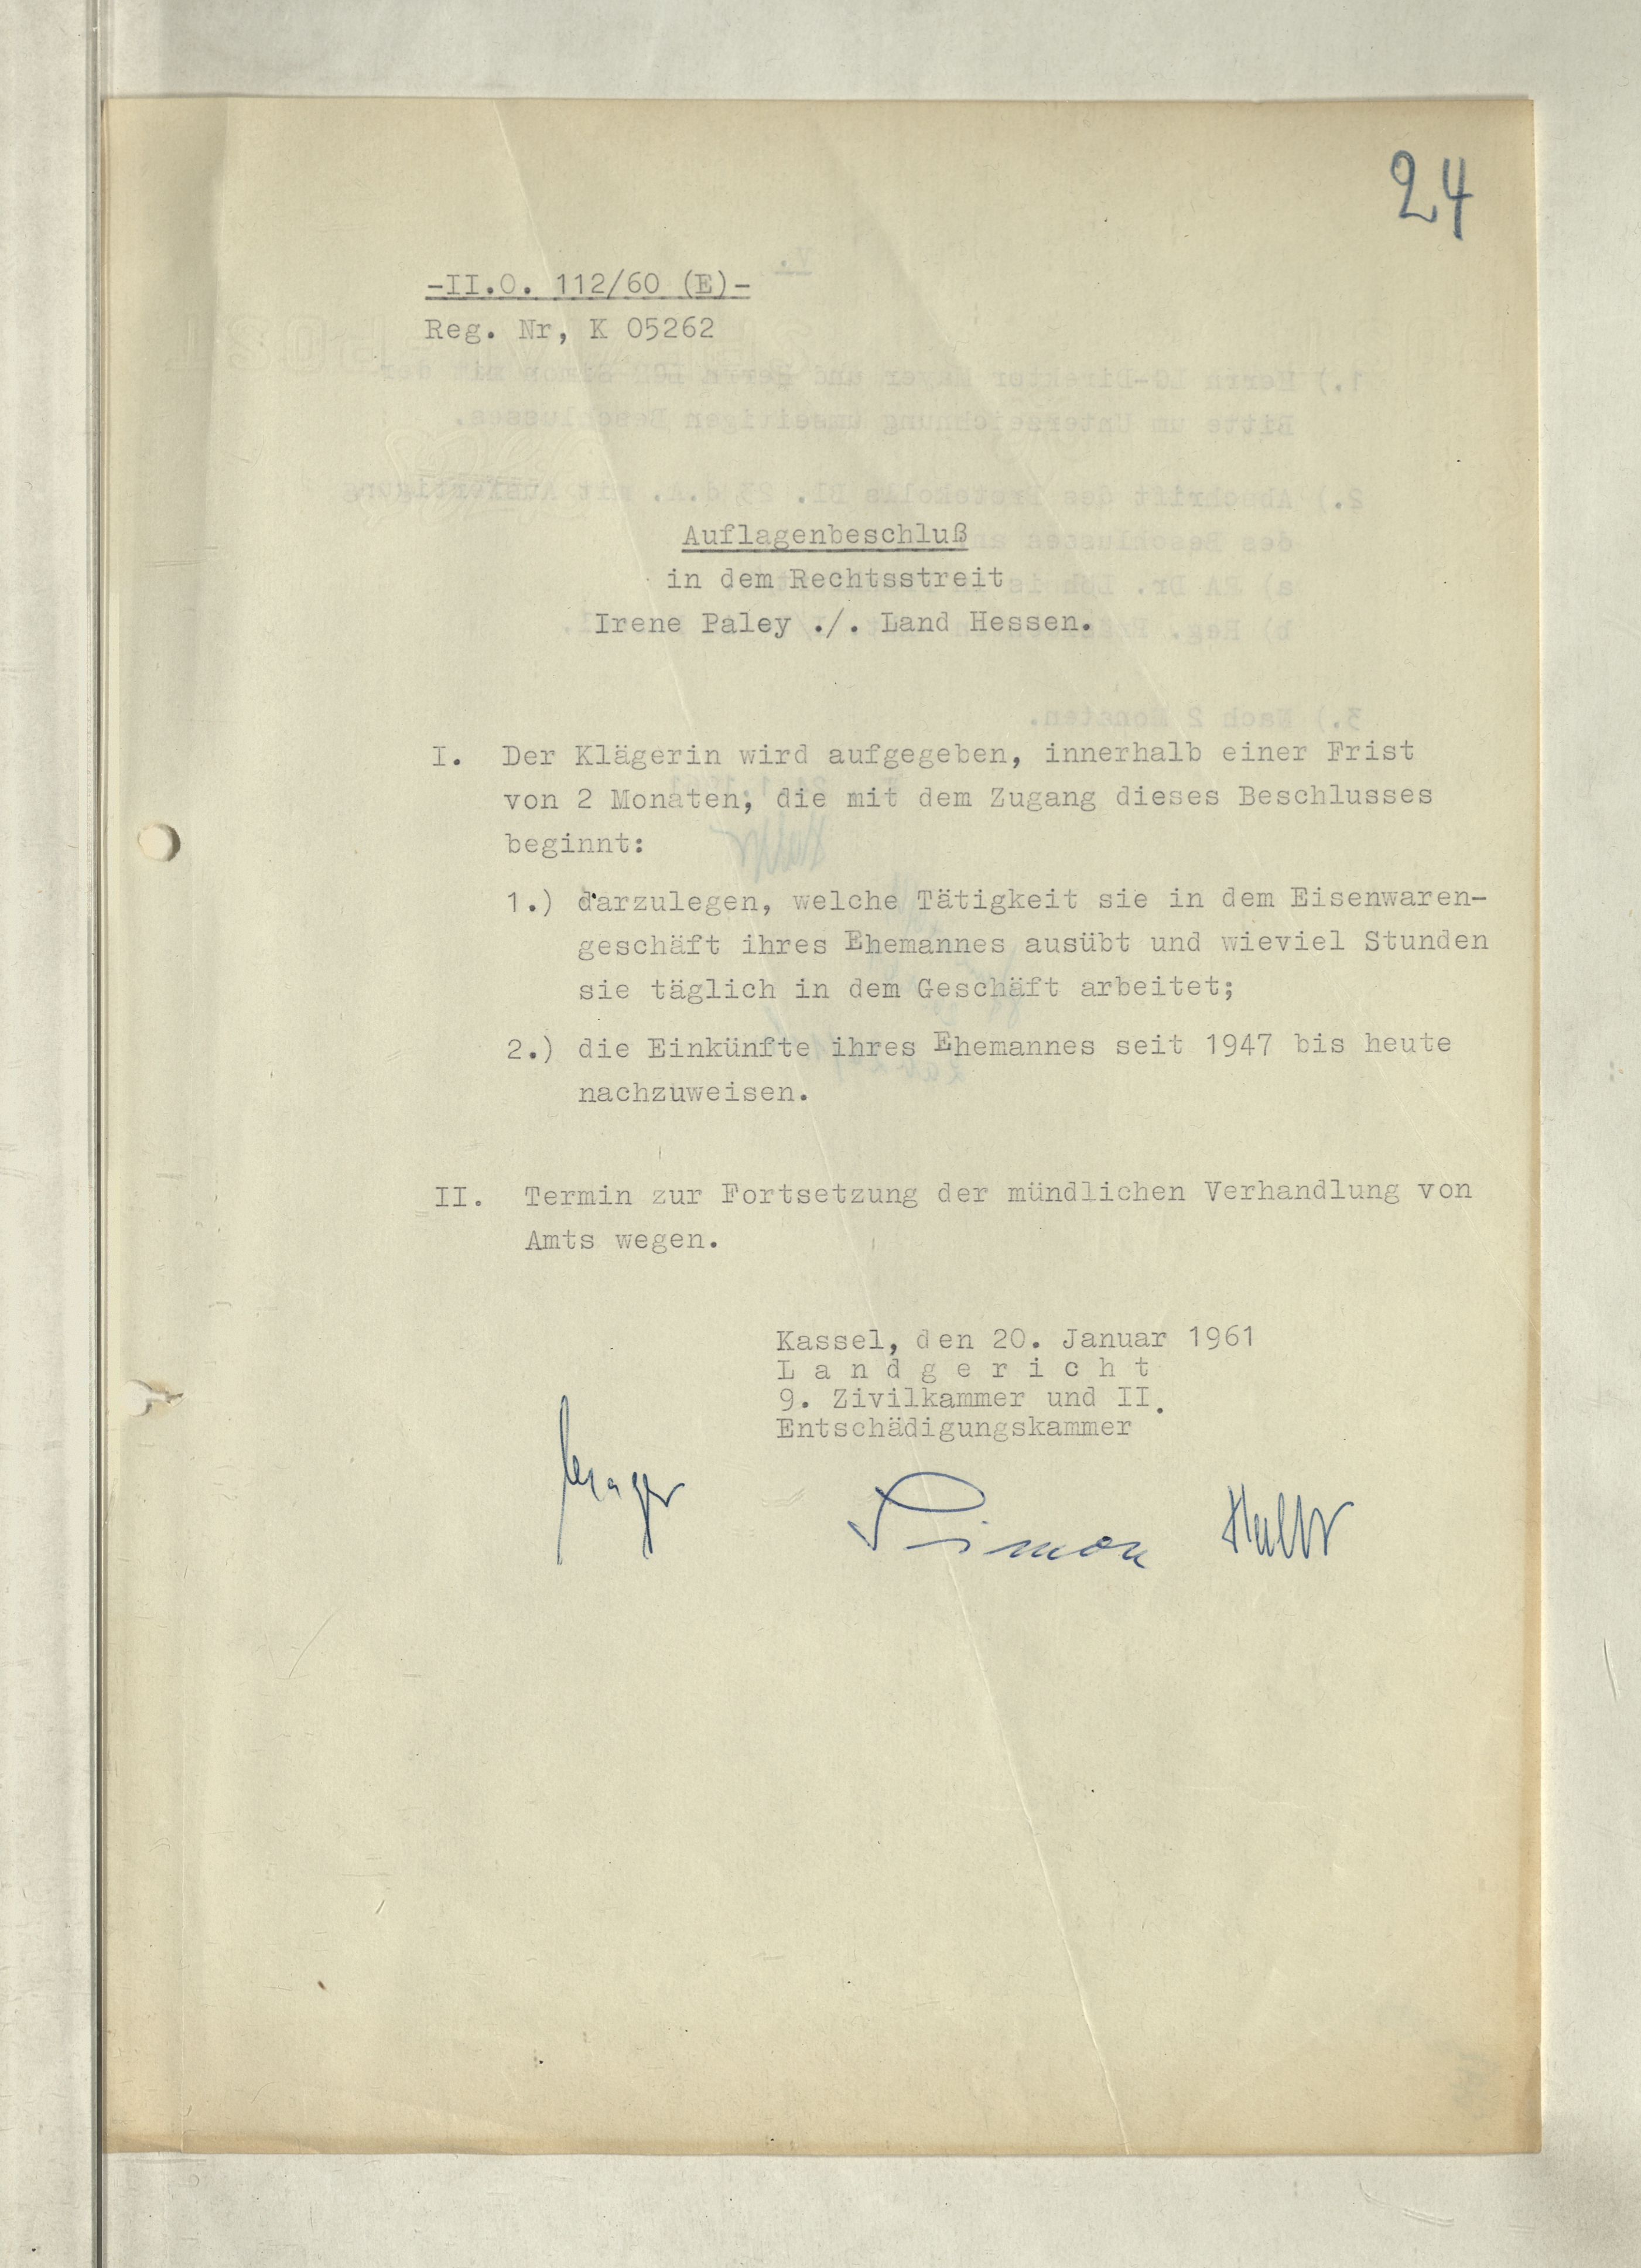 24
-II.O. 112/60 (E)-
Reg. Nr, K 05262
Auflagenbeschluß
in dem Rechtsstreit
Irene Paley ./. Land Hessen.
I. Der Klägerin wird aufgegeben, innerhalb einer Frist
von 2 Monaten, die mit dem Zugang dieses Beschlusses
beginnt:
1.) darzulegen, welche Tätigkeit sie in dem Eisenwaren-
geschäft ihres Ehemannes ausübt und wieviel Stunden
sie täglich in dem Geschäft arbeitet;
2.) die Einkünfte ihres Ehemannes seit 1947 bis heute
nachzuweisen.
II. Termin zur Fortsetzung der mündlichen Verhandlung von
Amts wegen.
Kassel, den 20. Januar 1961
L a n d g e r i c h t
9. Zivilkammer und II.
Entschädigungskammer
Simon